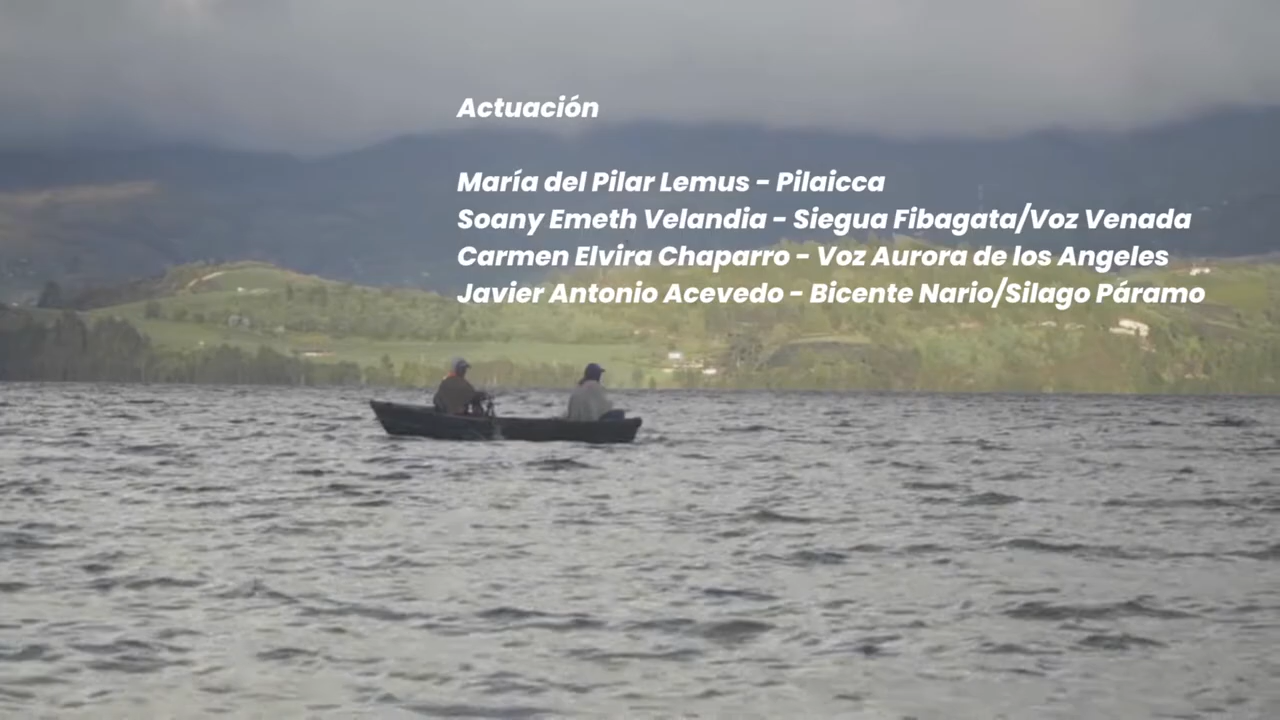 Actuación
María del Pilar Lemus - Pilaicca
Soany Emeth Velandia - Siegua Fibagata/Voz Venada
Carmen Elvira Chaparro - Voz Aurora de los Angeles
Javier Antonio Acevedo - Bicente Nario/Silago Páramo